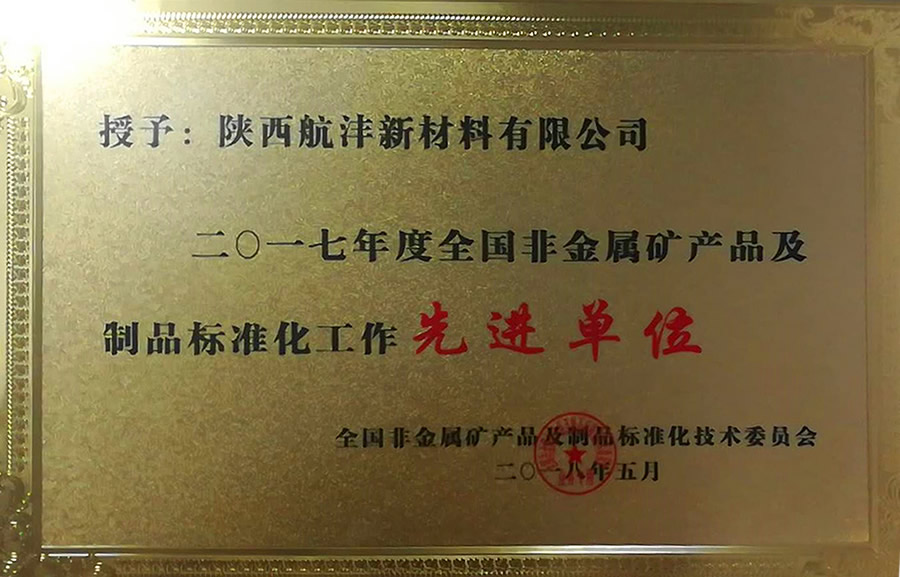 授予：陕西航沣新材料有限公司
二〇一七年度全国非金属矿产品及
制品标准化工作先进单位
全国非金属矿产品及制品标准化技术委员会
二〇一八年五月